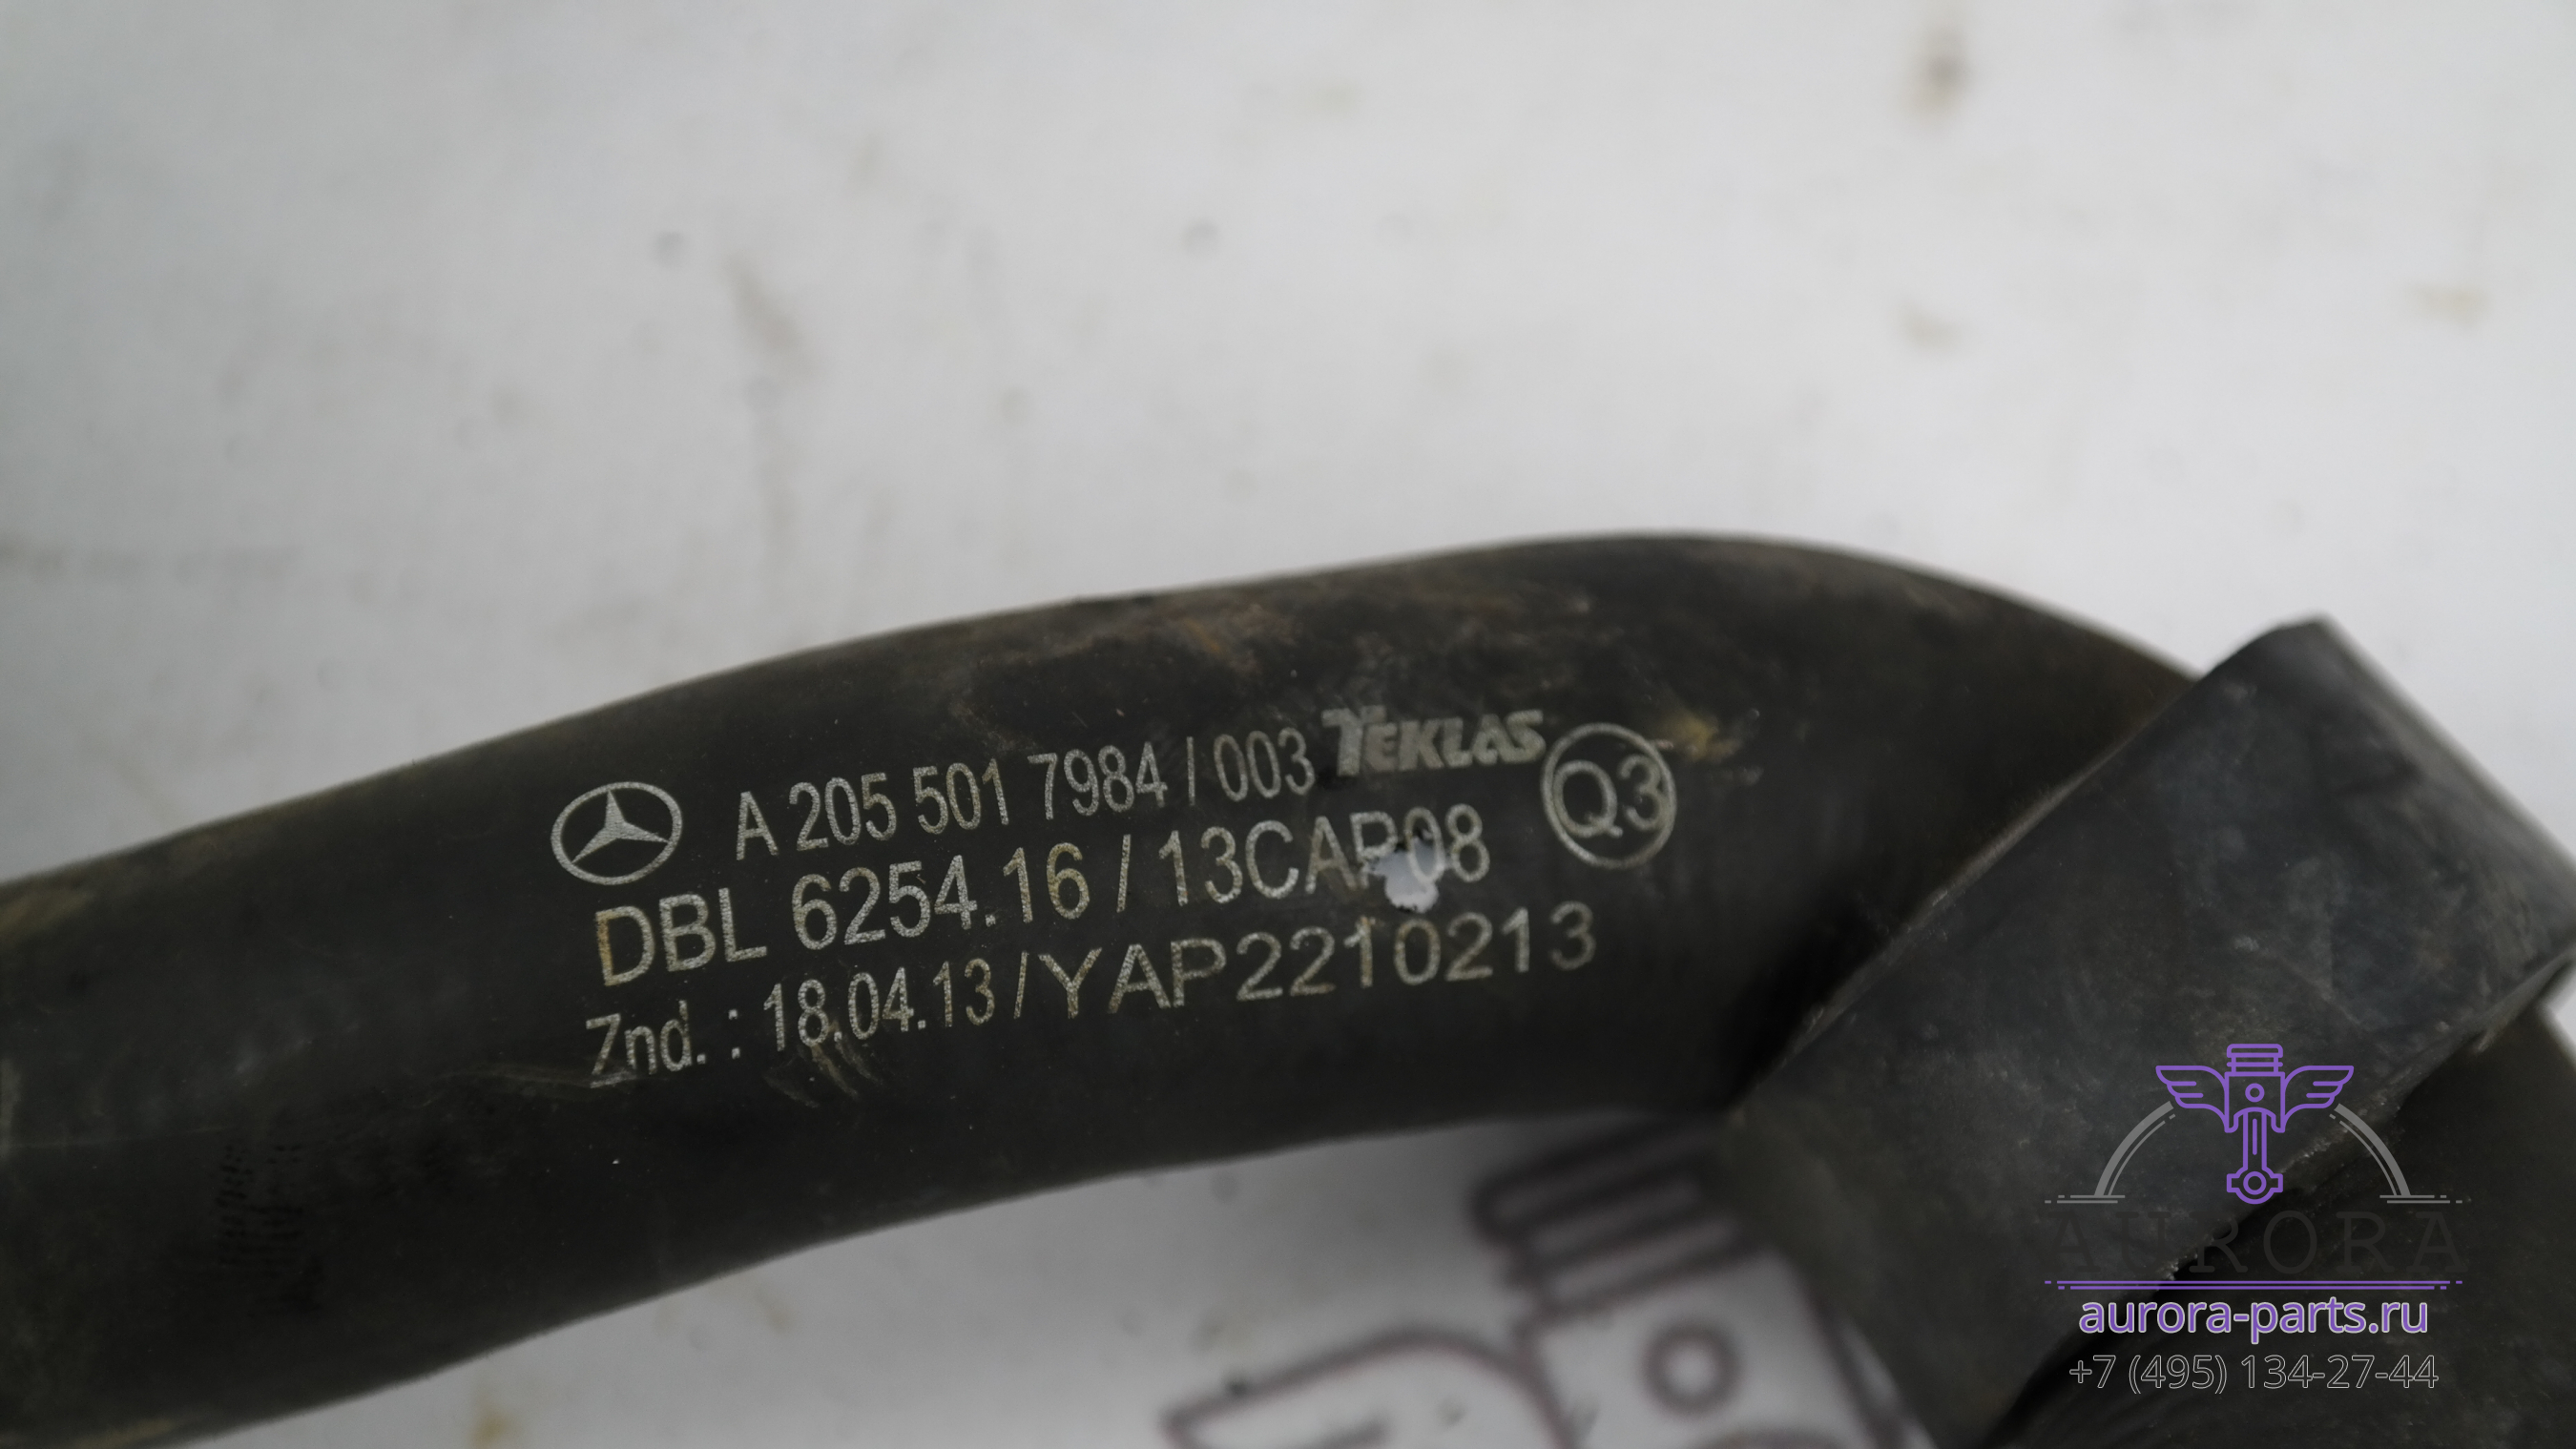 A 205 501 7984 / 003 TEKLAS
DBL 6254.16 / 13CAP08 Q3
Znd. : 18.04.13 / YAP2210213
AURORA
aurora-parts.ru
+7 (495) 134-27-44